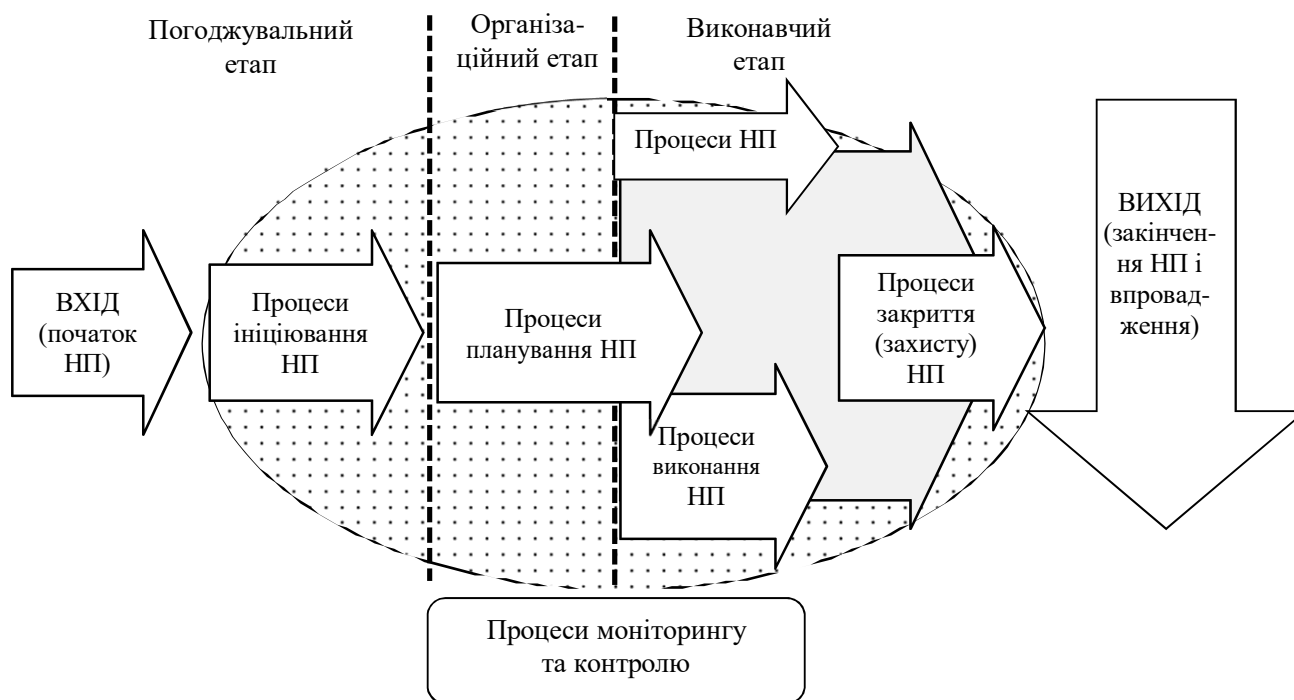 Погоджувальний
етап
Організа-
ційний етап
Виконавчий
етап
Процеси НП
ВХІД
(початок
НП)
Процеси
ініціювання
НП
Процеси
планування НП
Процеси
виконання
НП
Процеси
закриття
(захисту)
НП
ВИХІД
(закінчен-
ня НП і
впровад-
ження)
Процеси моніторингу
та контролю